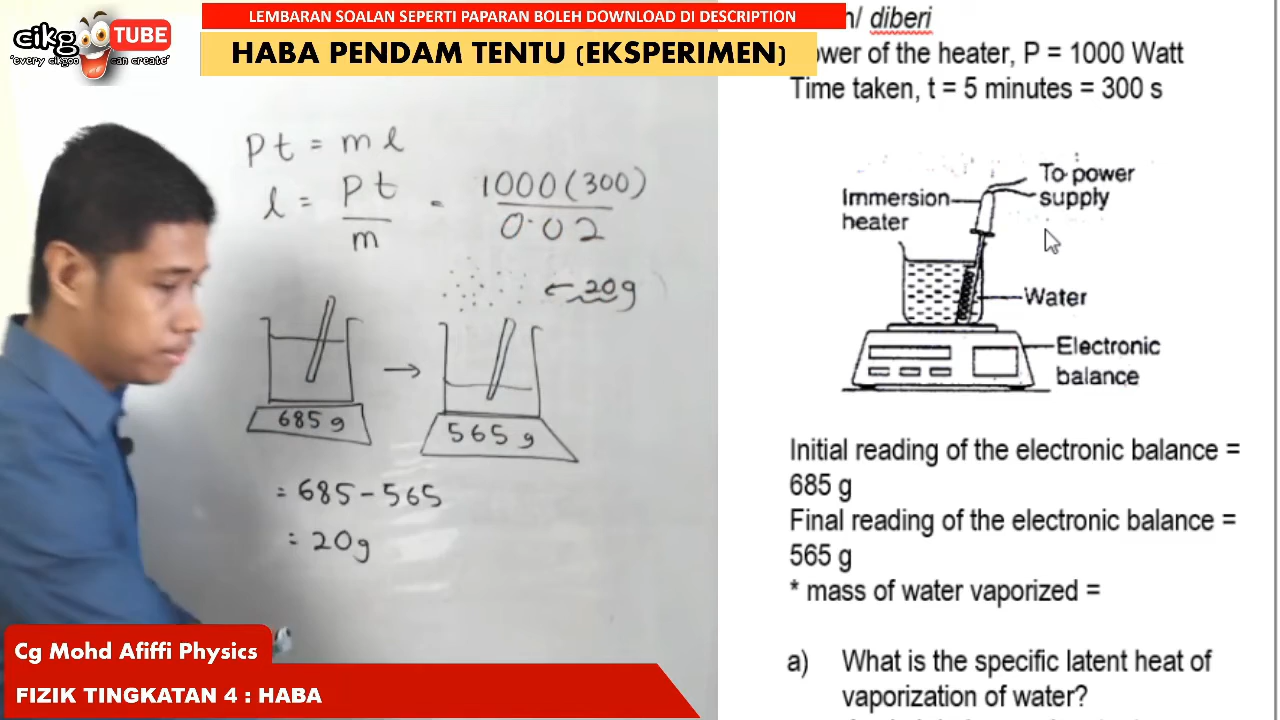 LEMBARAN SOALAN SEPERTI PAPARAN BOLEH DOWNLOAD DI DESCRIPTION
cikgoo TUBE
"every cikgoo can create"
HABA PENDAM TENTU (EKSPERIMEN)
Pt = ml
l = Pt/m = 1000(300)/0.02
← 20g
685 g → 565 g
= 685 - 565
= 20g
Cg Mohd Afiffi Physics
FIZIK TINGKATAN 4 : HABA
/ diberi
ower of the heater, P = 1000 Watt
Time taken, t = 5 minutes = 300 s
To power
supply
Immersion
heater
Water
Electronic
balance
Initial reading of the electronic balance =
685 g
Final reading of the electronic balance =
565 g
* mass of water vaporized =
a) What is the specific latent heat of
vaporization of water?